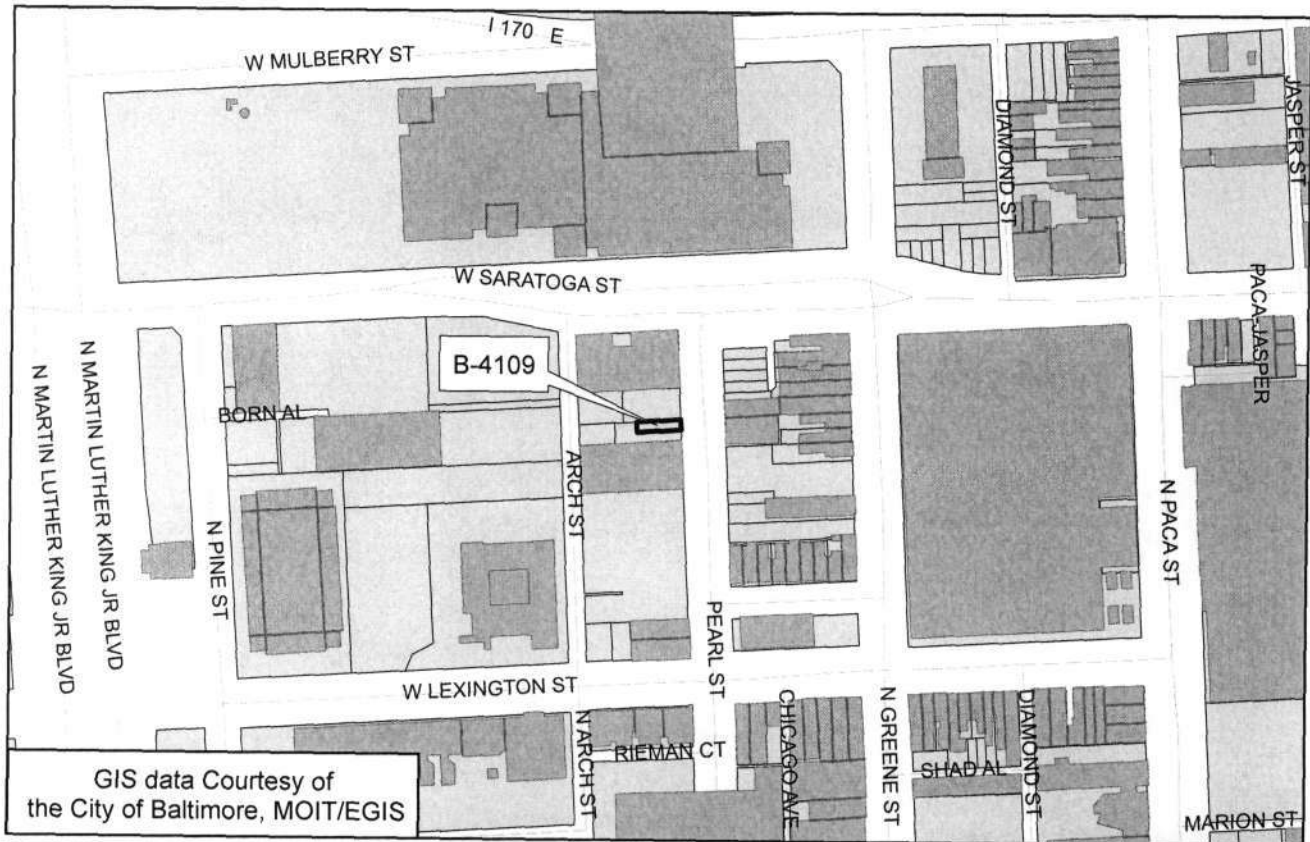 I 170 E
W MULBERRY ST
DIAMOND ST
JASPER ST
W SARATOGA ST
PACA-JASPER
N MARTIN LUTHER KING JR BLVD
N MARTIN LUTHER KING JR BLVD
B-4109
BORN AL
ARCH ST
N PINE ST
N PACA ST
PEARL ST
W LEXINGTON ST
N ARCH ST
RIEMAN CT
CHICAGO AVE
N GREENE ST
SHAD AL
DIAMOND ST
MARION ST
GIS data Courtesy of
the City of Baltimore, MOIT/EGIS